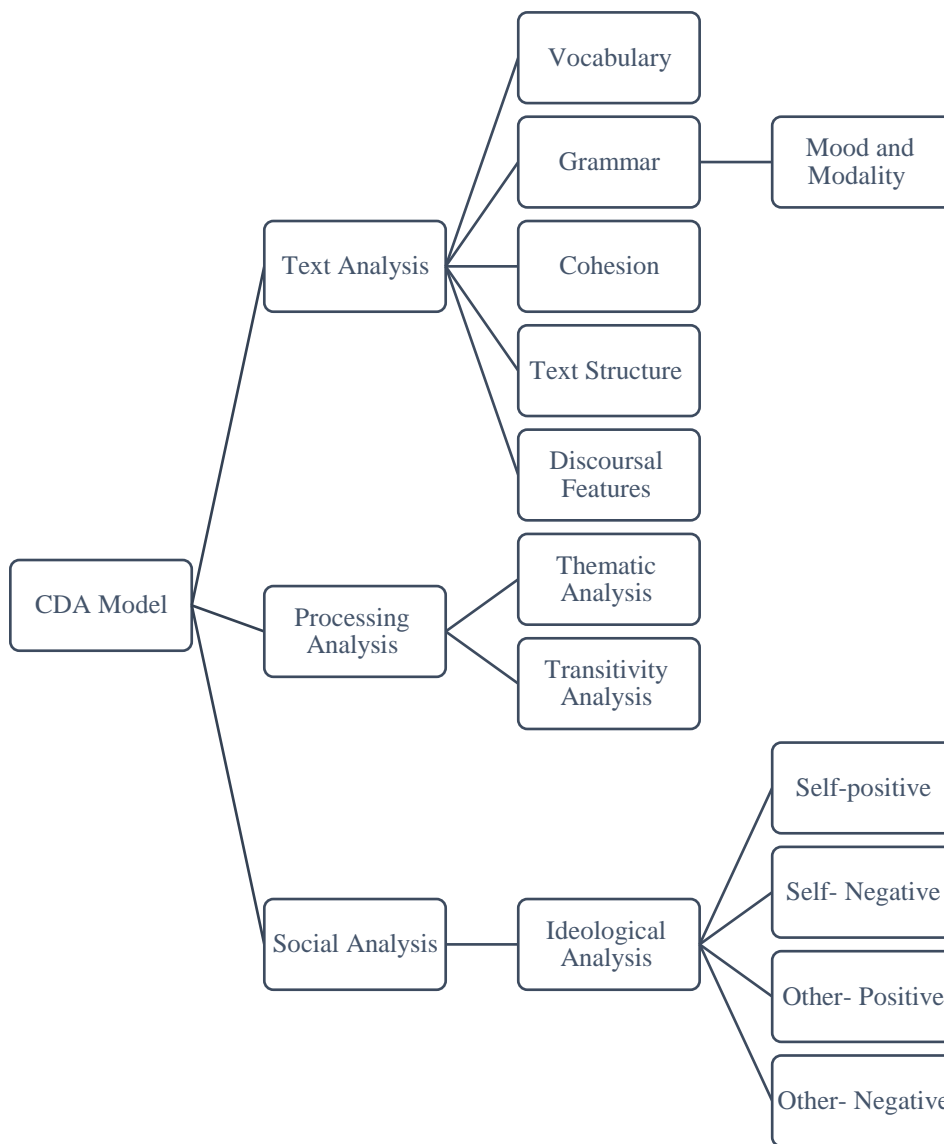 Vocabulary
Grammar
Mood and
Modality
Text Analysis
Cohesion
Text Structure
Discoursal
Features
CDA Model
Processing
Analysis
Thematic
Analysis
Transitivity
Analysis
Social Analysis
Ideological
Analysis
Self-positive
Self- Negative
Other- Positive
Other- Negative